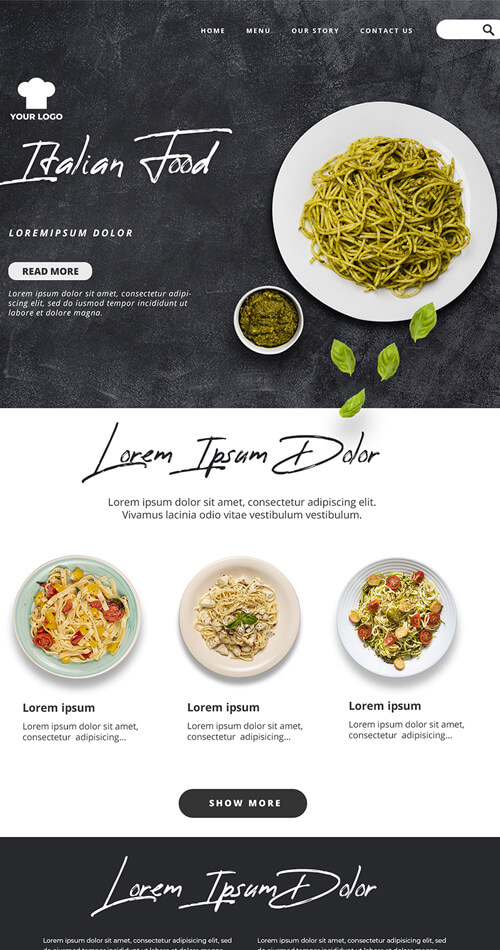 HOME MENU OUR STORY CONTACT US
YOUR LOGO
Italian Food
LOREMIPSUM DOLOR
READ MORE
Lorem ipsum dolor sit amet, consectetur adipi-
scing elit, sed do iusmod tempor incididunt ut
labore et dolore magna.
Lorem Ipsum Dolor
Lorem ipsum dolor sit amet, consectetur adipiscing elit.
Vivamus lacinia odio vitae vestibulum vestibulum.
Lorem ipsum
Lorem ipsum dolor sit amet,
consectetur adipisicing...
Lorem ipsum
Lorem ipsum dolor sit amet,
consectetur adipisicing...
Lorem ipsum
Lorem ipsum dolor sit amet,
consectetur adipisicing...
SHOW MORE
Lorem Ipsum Dolor
Lorem ipsum dolor sit amet, consectetur adipiscing elit, sed
Lorem ipsum dolor sit amet, consectetur adipiscing elit, sed